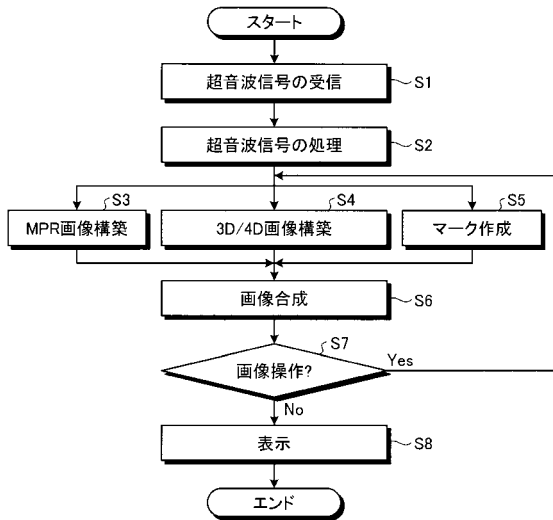 スタート
超音波信号の受信
S1
超音波信号の処理
S2
S3
MPR画像構築
S4
3D/4D画像構築
S5
マーク作成
画像合成
S6
S7
画像操作?
Yes
No
表示
S8
エンド